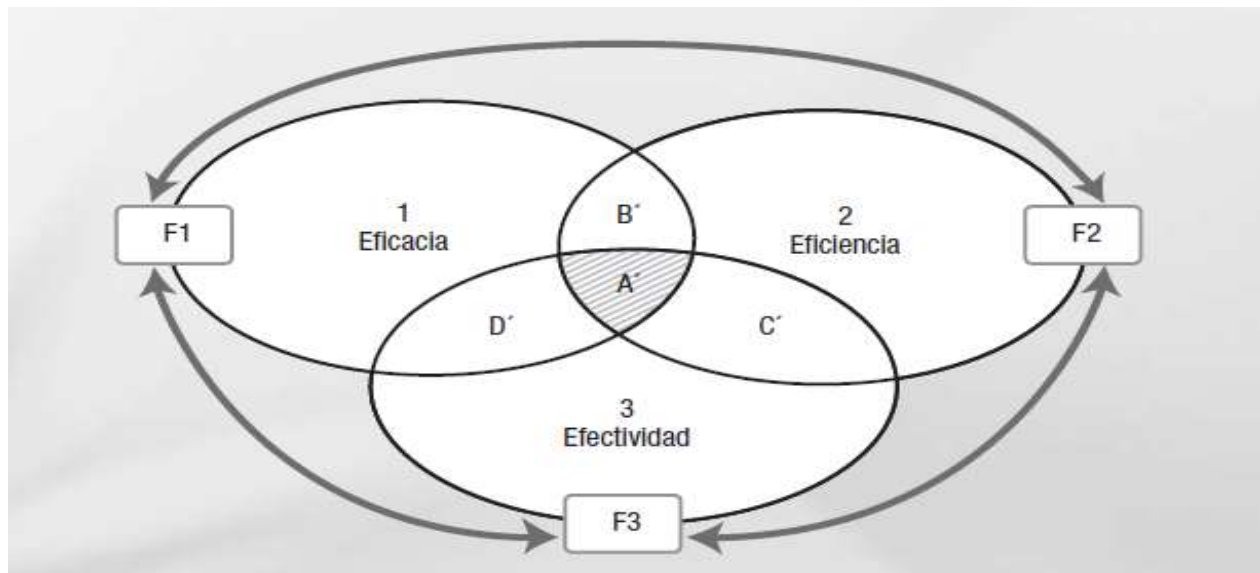 F1
1
Eficacia
B´
2
Eficiencia
F2
A´
D´
C´
3
Efectividad
F3